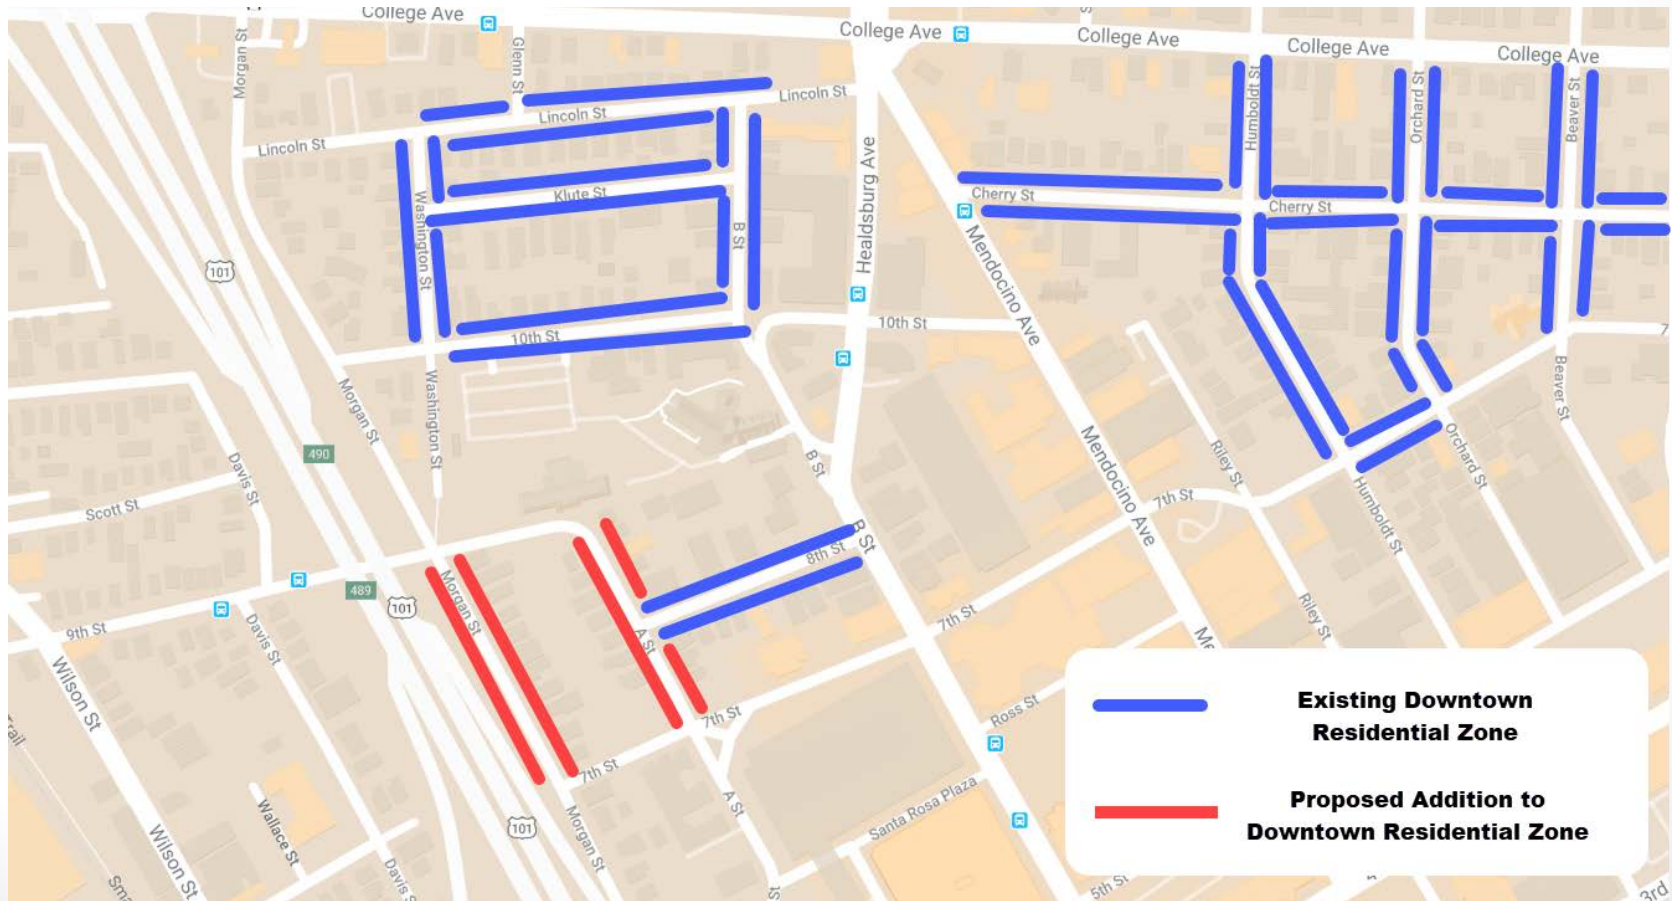 College Ave
College Ave
College Ave
College Ave
College Ave
Morgan St
Glenn St
Lincoln St
Lincoln St
Lincoln St
Humboldt St
Orchard St
Beaver St
Klute St
Washington St
B St
Healdsburg Ave
Cherry St
Cherry St
101
Mendocino Ave
10th St
10th St
Morgan St
Washington St
Beaver St
Mendocino Ave
490
Davis St
B St
Riley St
Orchard St
Scott St
7th St
Humboldt St
B St
8th St
489
101
Morgan St
9th St
Davis St
A St
7th St
Riley St
Wilson St
7th St
Ross St
Existing Downtown
Residential Zone
7th St
Trail
Wallace St
A St
Santa Rosa Plaza
Proposed Addition to
Downtown Residential Zone
101
Morgan St
Wilson St
Davis S
5th St
3rd